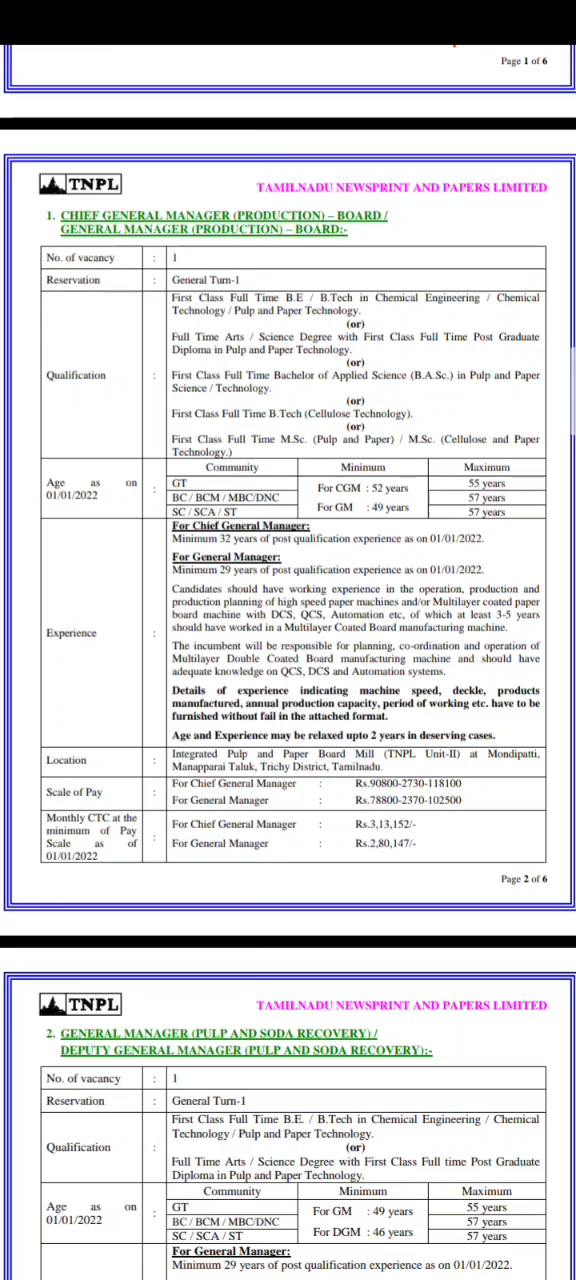 Page 1 of 6
TNPL
TAMILNADU NEWSPRINT AND PAPERS LIMITED
1. CHIEF GENERAL MANAGER (PRODUCTION) – BOARD /
GENERAL MANAGER (PRODUCTION) – BOARD:-
No. of vacancy : 1
Reservation : General Turn-1
Qualification :
First Class Full Time B.E / B.Tech in Chemical Engineering / Chemical
Technology / Pulp and Paper Technology.
(or)
Full Time Arts / Science Degree with First Class Full Time Post Graduate
Diploma in Pulp and Paper Technology.
(or)
First Class Full Time Bachelor of Applied Science (B.A.Sc.) in Pulp and Paper
Science / Technology.
(or)
First Class Full Time B.Tech (Cellulose Technology).
(or)
First Class Full Time M.Sc. (Pulp and Paper) / M.Sc. (Cellulose and Paper
Technology.)
Age as on
01/01/2022 :
Community Minimum Maximum
GT For CGM : 52 years 55 years
BC / BCM / MBC/DNC 57 years
SC / SCA / ST For GM : 49 years 57 years
Experience :
For Chief General Manager:
Minimum 32 years of post qualification experience as on 01/01/2022.
For General Manager:
Minimum 29 years of post qualification experience as on 01/01/2022.
Candidates should have working experience in the operation, production and
production planning of high speed paper machines and/or Multilayer coated paper
board machine with DCS, QCS, Automation etc, of which at least 3-5 years
should have worked in a Multilayer Coated Board manufacturing machine.
The incumbent will be responsible for planning, co-ordination and operation of
Multilayer Double Coated Board manufacturing machine and should have
adequate knowledge on QCS, DCS and Automation systems.
Details of experience indicating machine speed, deckle, products
manufactured, annual production capacity, period of working etc. have to be
furnished without fail in the attached format.
Age and Experience may be relaxed upto 2 years in deserving cases.
Location :
Integrated Pulp and Paper Board Mill (TNPL Unit-II) at Mondipatti,
Manapparai Taluk, Trichy District, Tamilnadu.
Scale of Pay :
For Chief General Manager : Rs.90800-2730-118100
For General Manager : Rs.78800-2370-102500
Monthly CTC at the
minimum of Pay
Scale as of
01/01/2022 :
For Chief General Manager : Rs.3,13,152/-
For General Manager : Rs.2,80,147/-
Page 2 of 6
TNPL
TAMILNADU NEWSPRINT AND PAPERS LIMITED
2. GENERAL MANAGER (PULP AND SODA RECOVERY) /
DEPUTY GENERAL MANAGER (PULP AND SODA RECOVERY):-
No. of vacancy : 1
Reservation : General Turn-1
Qualification :
First Class Full Time B.E. / B.Tech in Chemical Engineering / Chemical
Technology / Pulp and Paper Technology.
(or)
Full Time Arts / Science Degree with First Class Full time Post Graduate
Diploma in Pulp and Paper Technology.
Age as on
01/01/2022 :
Community Minimum Maximum
GT For GM : 49 years 55 years
BC / BCM / MBC/DNC 57 years
SC / SCA / ST For DGM : 46 years 57 years
For General Manager:
Minimum 29 years of post qualification experience as on 01/01/2022.